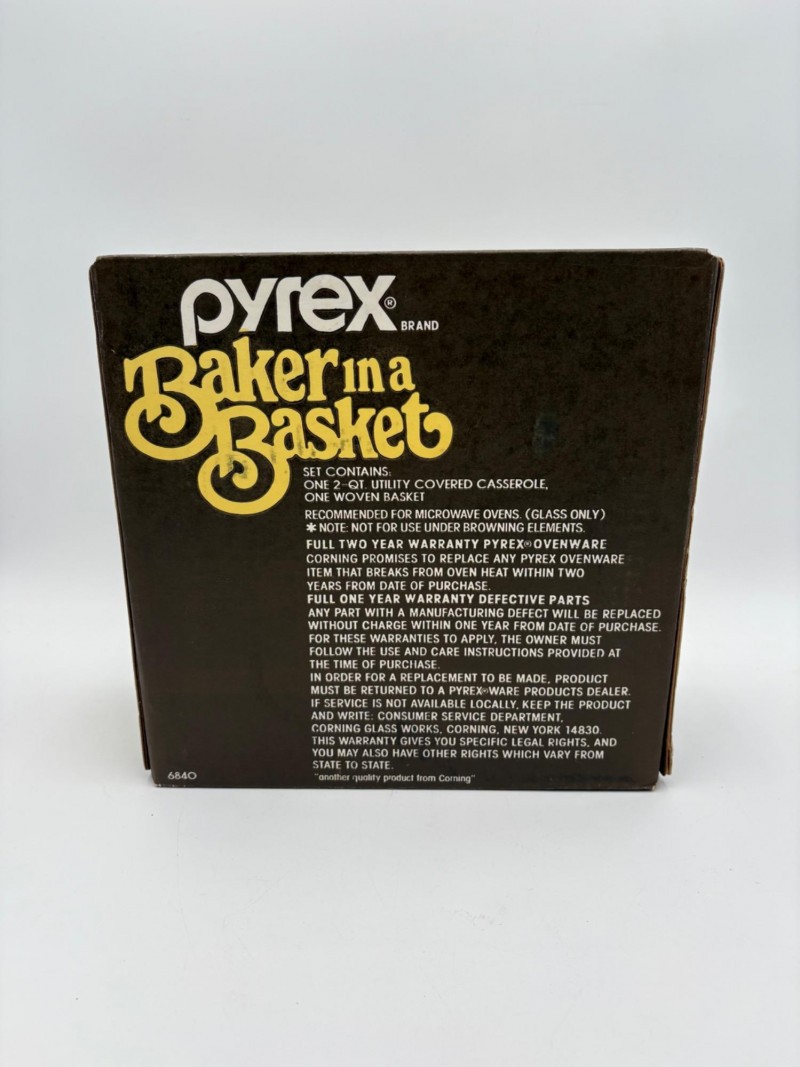 pyrex®
BRAND
Baker in a
Basket
SET CONTAINS:
ONE 2-QT. UTILITY COVERED CASSEROLE,
ONE WOVEN BASKET
RECOMMENDED FOR MICROWAVE OVENS. (GLASS ONLY)
* NOTE: NOT FOR USE UNDER BROWNING ELEMENTS.
FULL TWO YEAR WARRANTY PYREX® OVENWARE
CORNING PROMISES TO REPLACE ANY PYREX OVENWARE
ITEM THAT BREAKS FROM OVEN HEAT WITHIN TWO
YEARS FROM DATE OF PURCHASE.
FULL ONE YEAR WARRANTY DEFECTIVE PARTS
ANY PART WITH A MANUFACTURING DEFECT WILL BE REPLACED
WITHOUT CHARGE WITHIN ONE YEAR FROM DATE OF PURCHASE.
FOR THESE WARRANTIES TO APPLY, THE OWNER MUST
FOLLOW THE USE AND CARE INSTRUCTIONS PROVIDED AT
THE TIME OF PURCHASE.
IN ORDER FOR A REPLACEMENT TO BE MADE, PRODUCT
MUST BE RETURNED TO A PYREX® WARE PRODUCTS DEALER.
IF SERVICE IS NOT AVAILABLE LOCALLY, KEEP THE PRODUCT
AND WRITE: CONSUMER SERVICE DEPARTMENT,
CORNING GLASS WORKS, CORNING, NEW YORK 14830.
THIS WARRANTY GIVES YOU SPECIFIC LEGAL RIGHTS, AND
YOU MAY ALSO HAVE OTHER RIGHTS WHICH VARY FROM
STATE TO STATE.
"another quality product from Corning"
6840